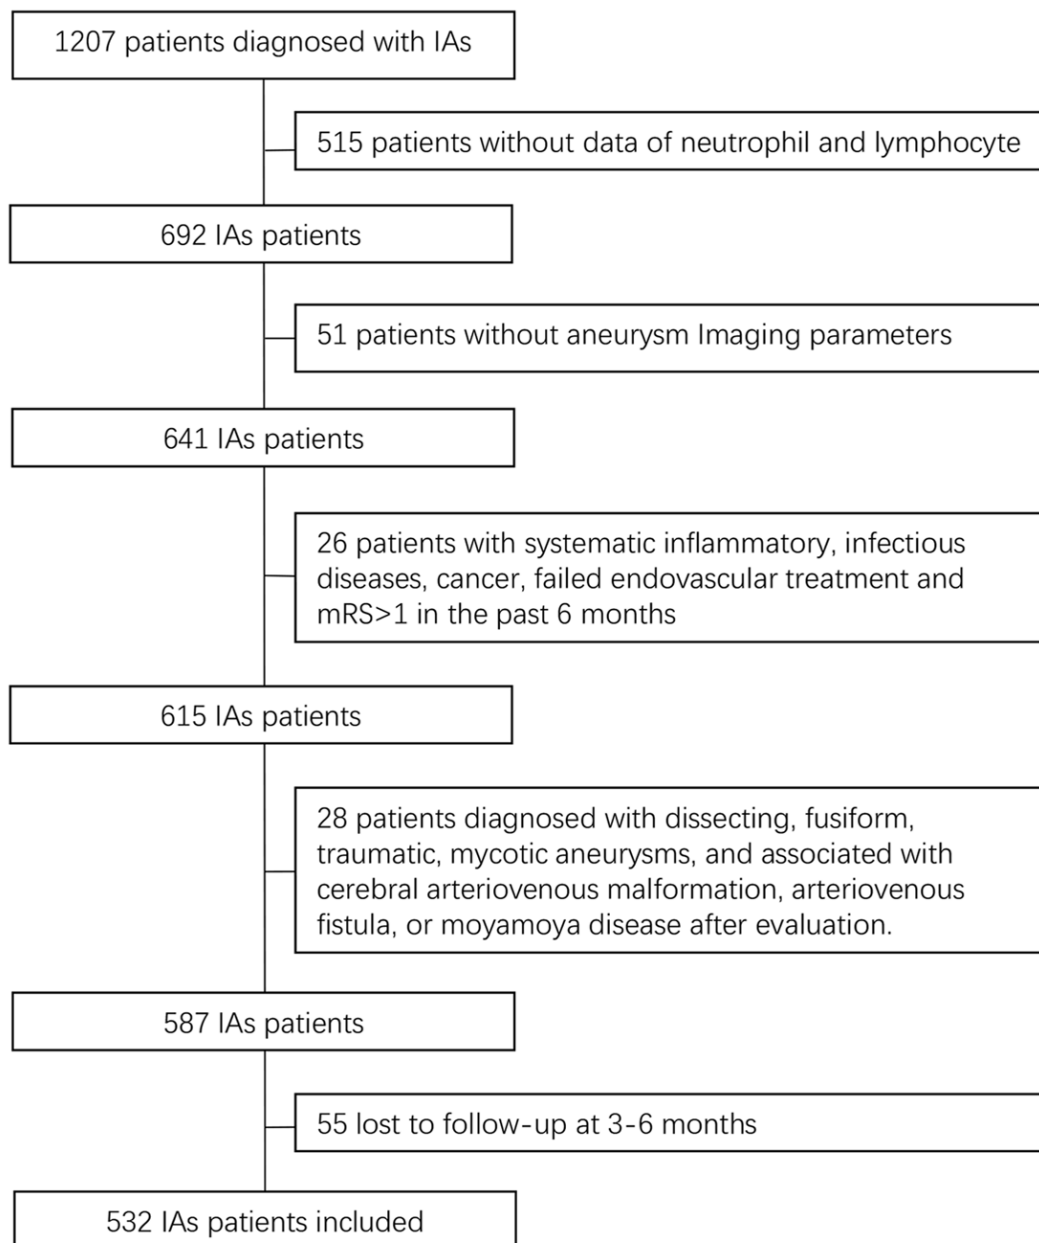 1207 patients diagnosed with IAs
515 patients without data of neutrophil and lymphocyte
692 IAs patients
51 patients without aneurysm Imaging parameters
641 IAs patients
26 patients with systematic inflammatory, infectious
diseases, cancer, failed endovascular treatment and
mRS>1 in the past 6 months
615 IAs patients
28 patients diagnosed with dissecting, fusiform,
traumatic, mycotic aneurysms, and associated with
cerebral arteriovenous malformation, arteriovenous
fistula, or moyamoya disease after evaluation.
587 IAs patients
55 lost to follow-up at 3-6 months
532 IAs patients included